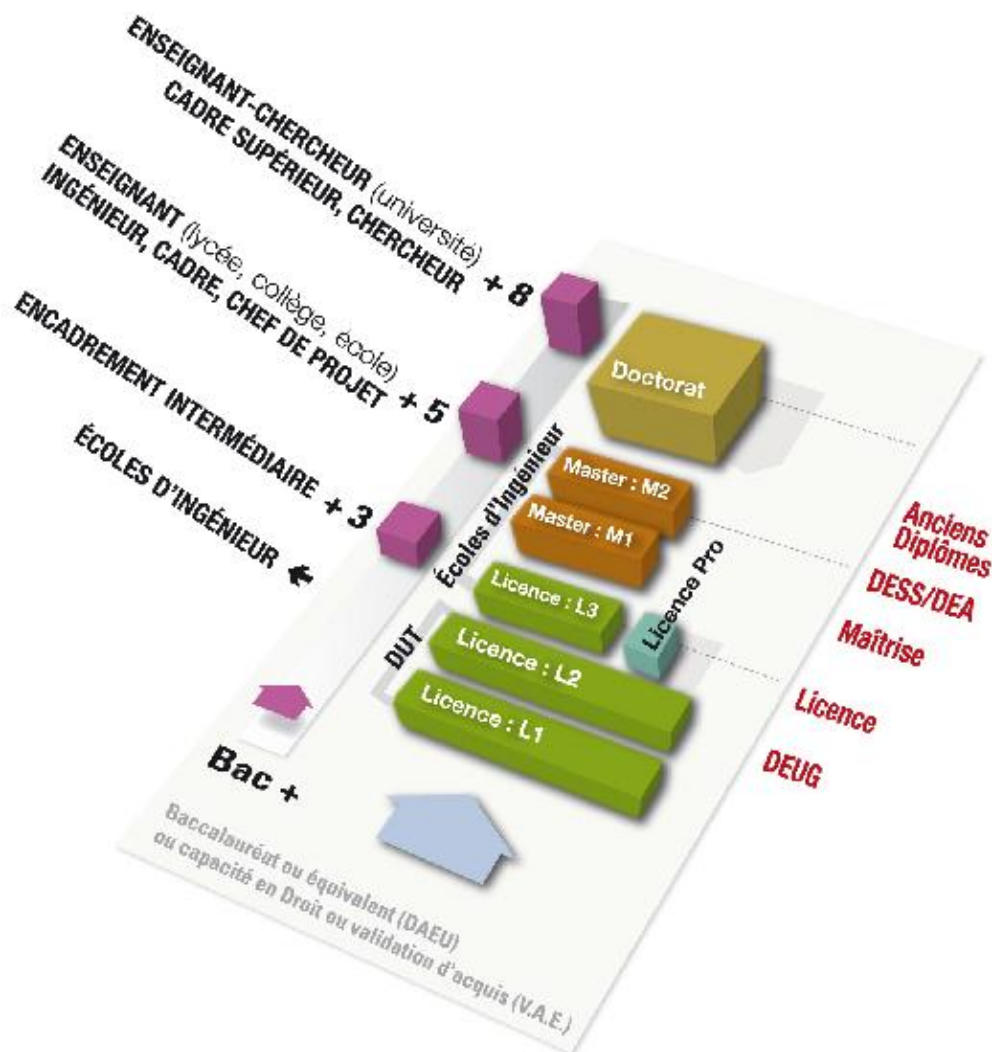 ENSEIGNANT-CHERCHEUR (université)
CADRE SUPÉRIEUR, CHERCHEUR
+ 8
ENSEIGNANT (lycée, collège, école)
INGÉNIEUR, CADRE, CHEF DE PROJET
+ 5
ENCADREMENT INTERMÉDIAIRE
+ 3
ÉCOLES D'INGÉNIEUR
Doctorat
Écoles d'Ingénieur
Master : M2
Master : M1
Licence : L3
Licence Pro
DUT
Licence : L2
Licence : L1
Anciens
Diplômes
DESS/DEA
Maîtrise
Licence
DEUG
Bac +
Baccalauréat ou équivalent (DAEU)
ou capacité en Droit ou validation d'acquis (V.A.E.)